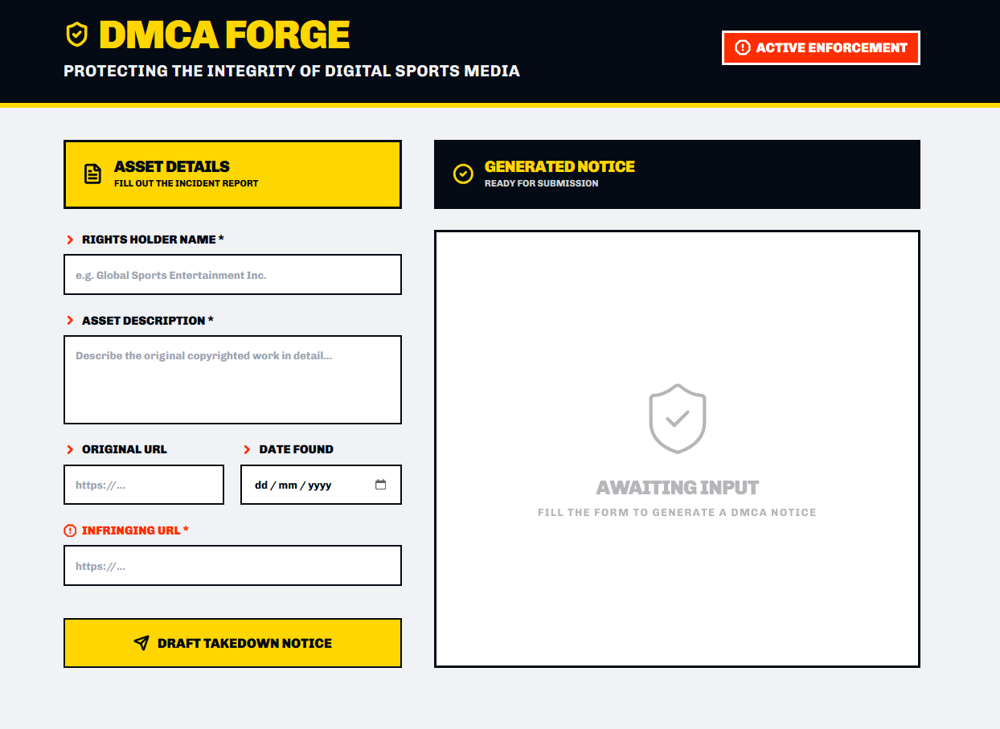 DMCA FORGE
PROTECTING THE INTEGRITY OF DIGITAL SPORTS MEDIA
ACTIVE ENFORCEMENT
ASSET DETAILS
FILL OUT THE INCIDENT REPORT
RIGHTS HOLDER NAME *
e.g. Global Sports Entertainment Inc.
ASSET DESCRIPTION *
Describe the original copyrighted work in detail...
ORIGINAL URL
https://...
DATE FOUND
dd / mm / yyyy
INFRINGING URL *
https://...
DRAFT TAKEDOWN NOTICE
GENERATED NOTICE
READY FOR SUBMISSION
AWAITING INPUT
FILL THE FORM TO GENERATE A DMCA NOTICE